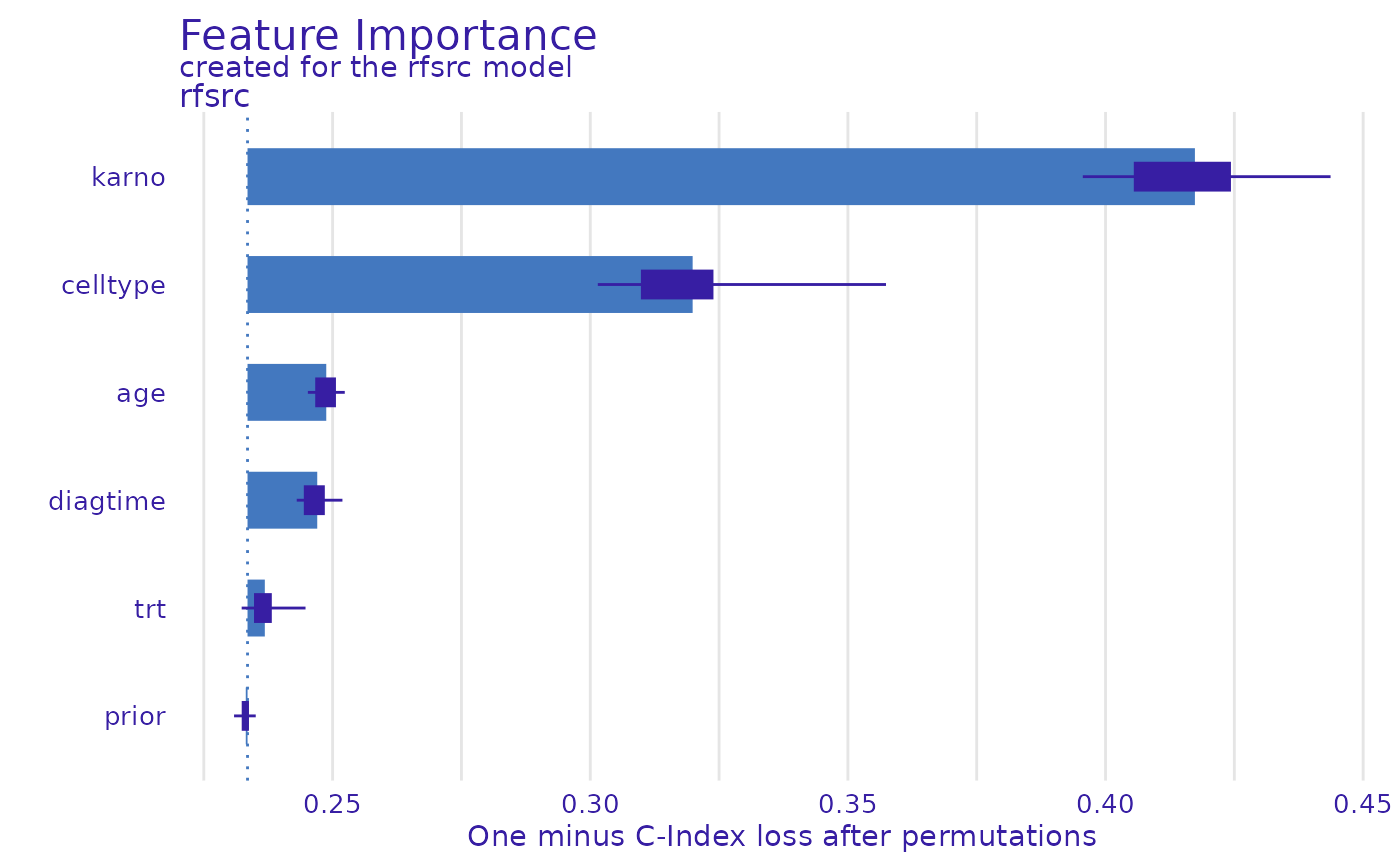 Feature Importance
created for the rfsrc model
rfsrc
karno
celltype
age
diagtime
trt
prior
0.25 0.30 0.35 0.40 0.45
One minus C-Index loss after permutations